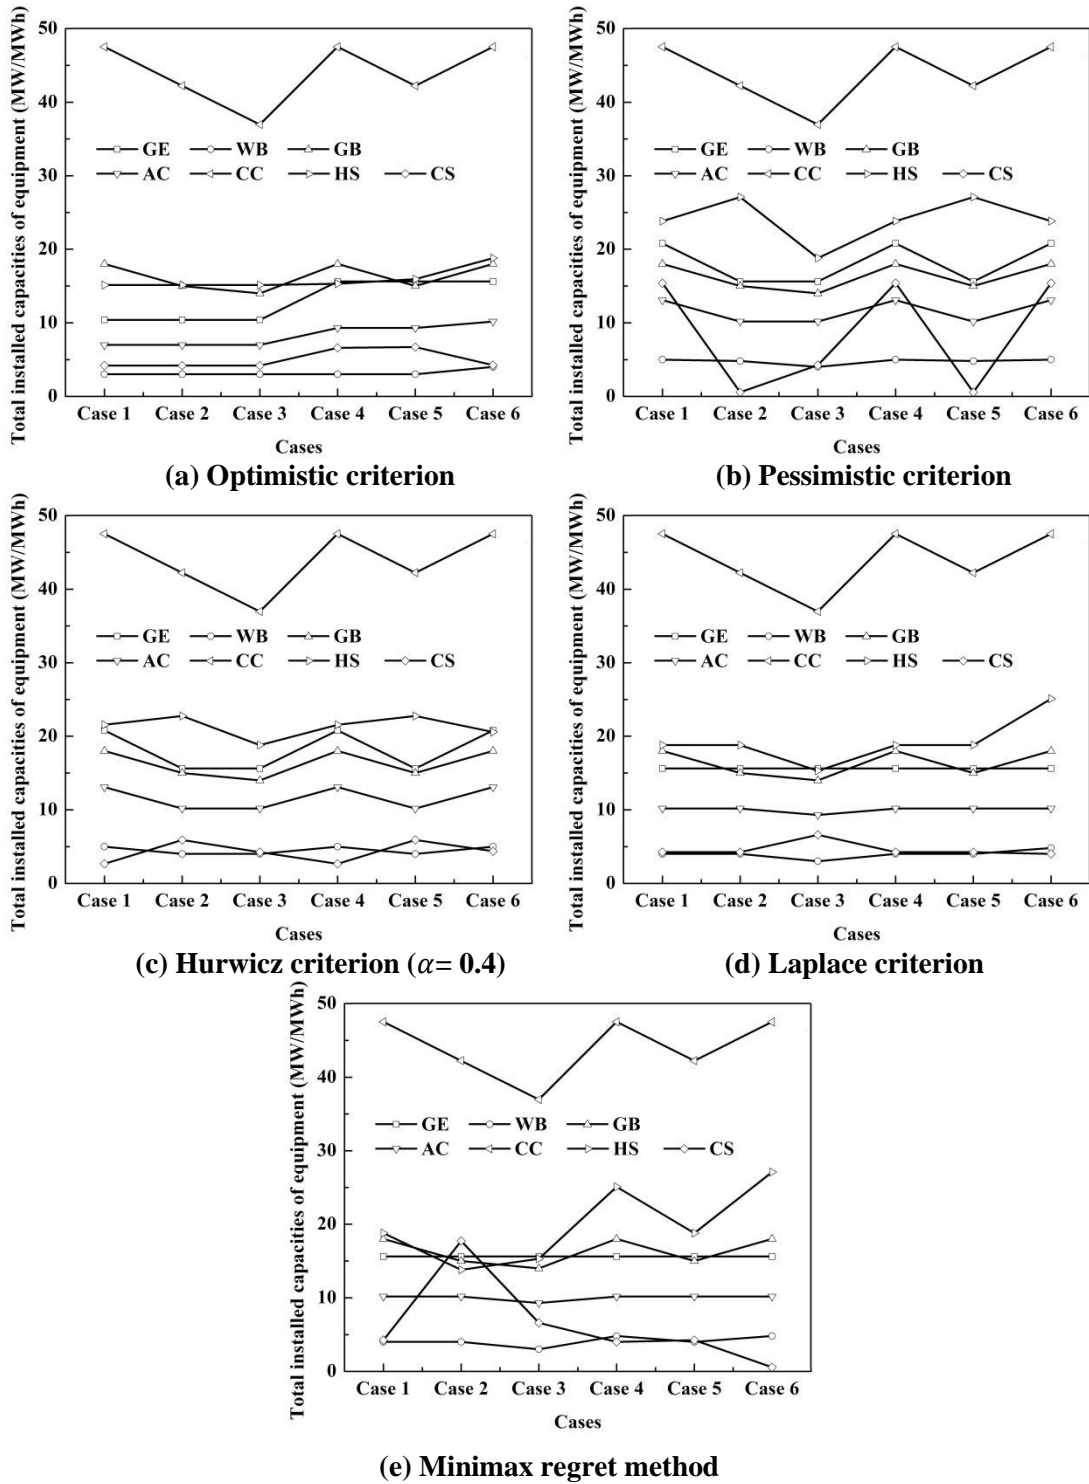 Total installed capacities of equipment (MW/MWh)
50
40
30
20
10
0
GE WB GB
AC CC HS CS
Case 1 Case 2 Case 3 Case 4 Case 5 Case 6
Cases
(a) Optimistic criterion
Total installed capacities of equipment (MW/MWh)
50
40
30
20
10
0
GE WB GB
AC CC HS CS
Case 1 Case 2 Case 3 Case 4 Case 5 Case 6
Cases
(b) Pessimistic criterion
Total installed capacities of equipment (MW/MWh)
50
40
30
20
10
0
GE WB GB
AC CC HS CS
Case 1 Case 2 Case 3 Case 4 Case 5 Case 6
Cases
(c) Hurwicz criterion (α= 0.4)
Total installed capacities of equipment (MW/MWh)
50
40
30
20
10
0
GE WB GB
AC CC HS CS
Case 1 Case 2 Case 3 Case 4 Case 5 Case 6
Cases
(d) Laplace criterion
Total installed capacities of equipment (MW/MWh)
50
40
30
20
10
0
GE WB GB
AC CC HS CS
Case 1 Case 2 Case 3 Case 4 Case 5 Case 6
Cases
(e) Minimax regret method